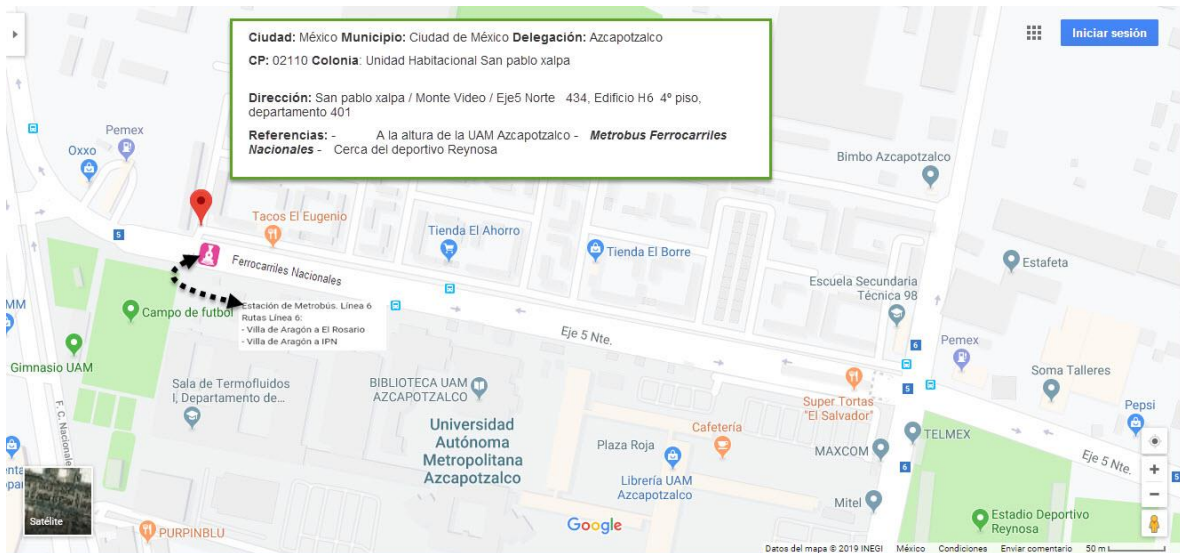 Ciudad: México Municipio: Ciudad de México Delegación: Azcapotzalco
CP: 02110 Colonia: Unidad Habitacional San pablo xalpa
Dirección: San pablo xalpa / Monte Video / Eje5 Norte 434, Edificio H6 4º piso,
departamento 401
Referencias: - A la altura de la UAM Azcapotzalco - Metrobus Ferrocarriles
Nacionales - Cerca del deportivo Reynosa
Iniciar sesión
Pemex
Oxxo
Bimbo Azcapotzalco
Tacos El Eugenio
Tienda El Ahorro
Tienda El Borre
5
Ferrocarriles Nacionales
Estafeta
Escuela Secundaria
Técnica 98
Estación de Metrobús. Línea 6
Rutas Línea 6:
- Villa de Aragón a El Rosario
- Villa de Aragón a IPN
Campo de futbol
MM
Eje 5 Nte.
6
Pemex
Gimnasio UAM
Soma Talleres
Sala de Termofluidos
I, Departamento de...
BIBLIOTECA UAM
AZCAPOTZALCO
5
Super Tortas
"El Salvador"
Pepsi
F. C. Nacionales
Universidad
Autónoma
Metropolitana
Azcapotzalco
Cafetería
Plaza Roja
TELMEX
MAXCOM
Eje 5 Nte.
6
5
Librería UAM
Azcapotzalco
Mitel
Satélite
PURPINBLU
Google
Estadio Deportivo
Reynosa
Datos del mapa © 2019 INEGI México Condiciones Enviar comentario 50 m